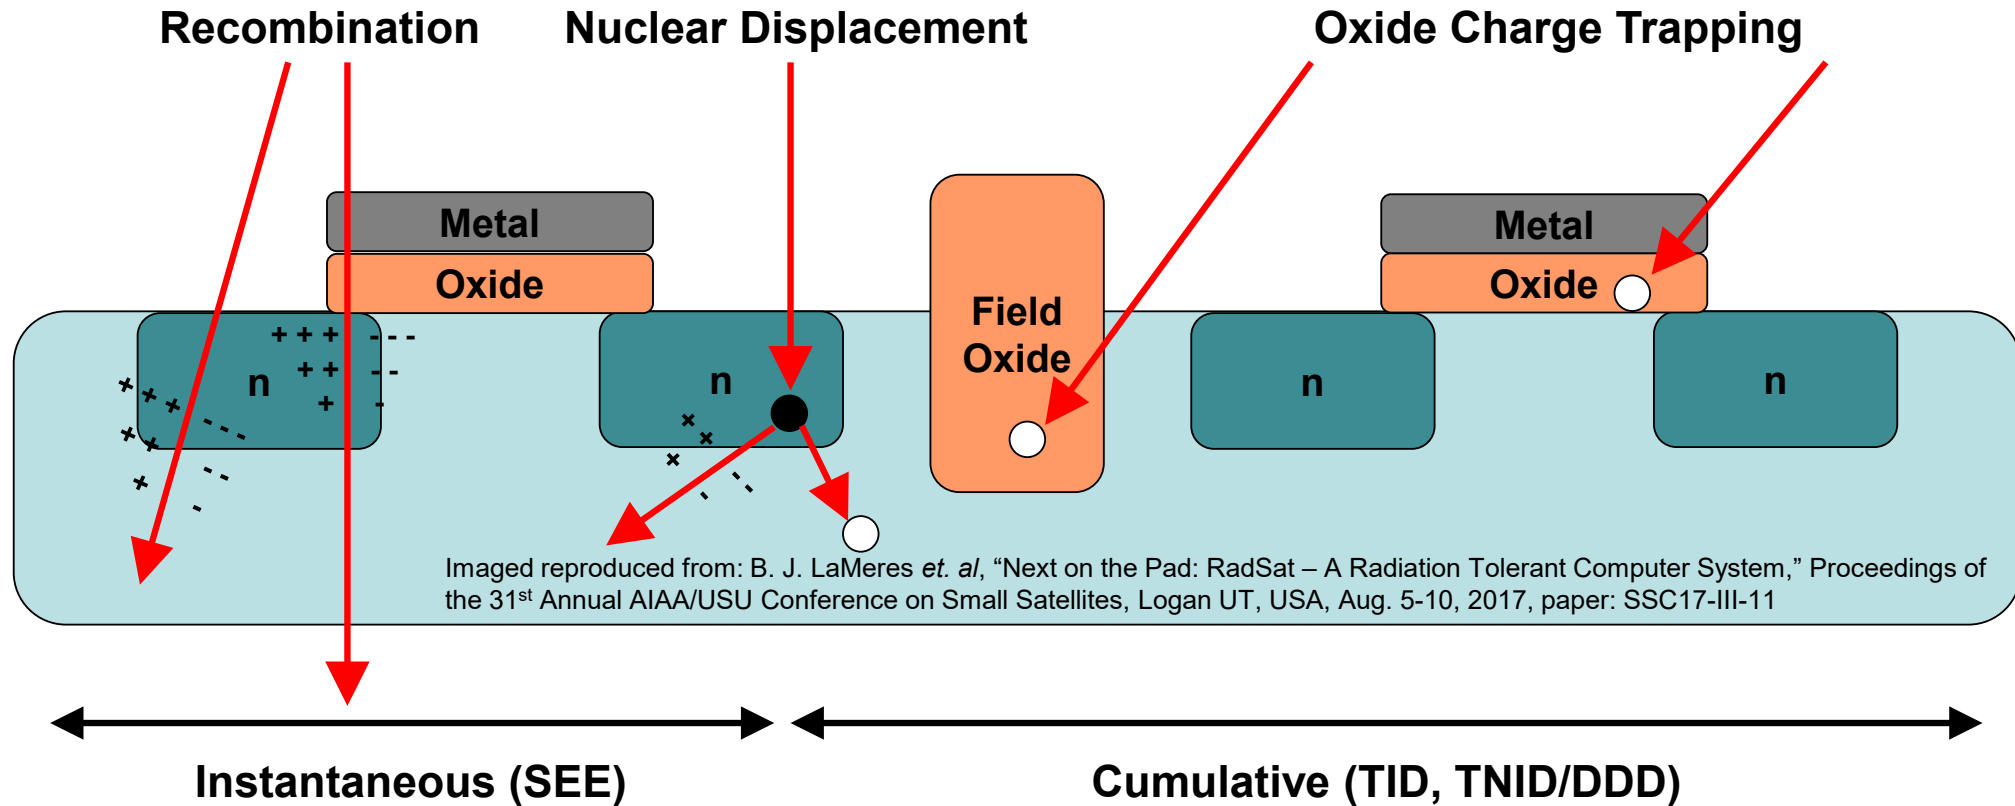 Recombination
Nuclear Displacement
Oxide Charge Trapping
Metal
Oxide
Metal
Oxide
Field
Oxide
+ + +
- - -
+ +
- -
+
-
n
n
n
n
+ + +
- - -
+ +
- -
+
-
+
+
+
- -
-
Imaged reproduced from: B. J. LaMeres et. al, “Next on the Pad: RadSat – A Radiation Tolerant Computer System,” Proceedings of
the 31st Annual AIAA/USU Conference on Small Satellites, Logan UT, USA, Aug. 5-10, 2017, paper: SSC17-III-11
Instantaneous (SEE)
Cumulative (TID, TNID/DDD)